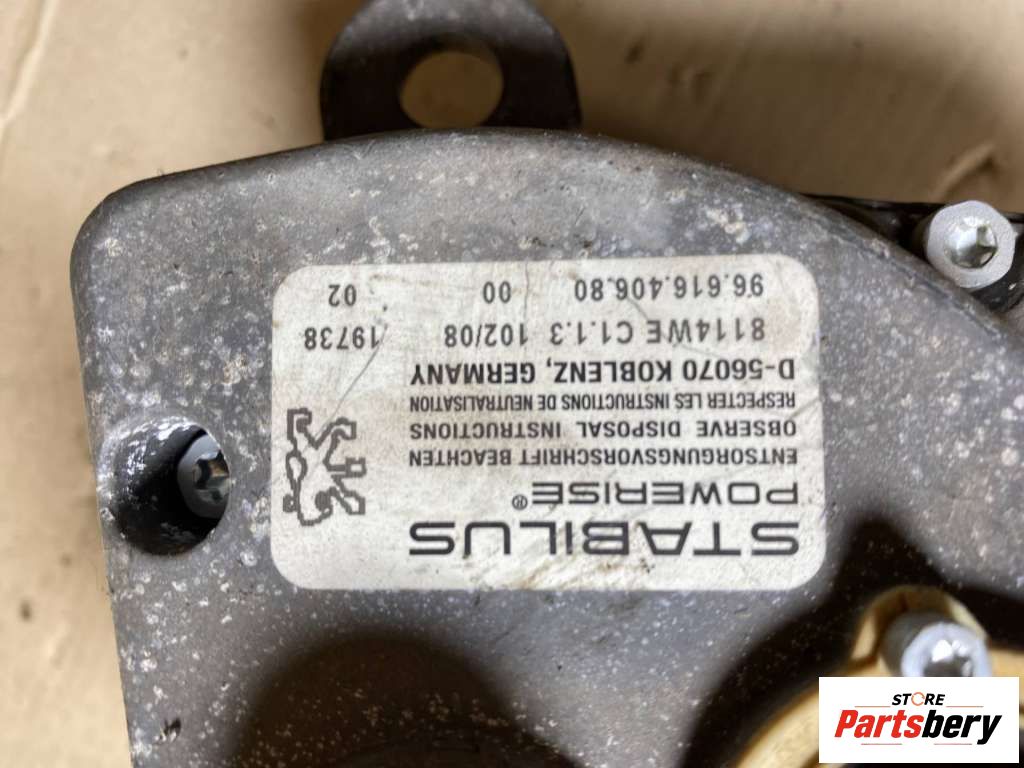 STABILUS
POWERISE®
ENTSORGUNGSVORSCHRIFT BEACHTEN
OBSERVE DISPOSAL INSTRUCTIONS
RESPECTER LES INSTRUCTIONS DE NEUTRALISATION
D-56070 KOBLENZ, GERMANY
8114WE C1.1.3 102/08 19738
96.616.406.80 00 02
STORE
Partsbery